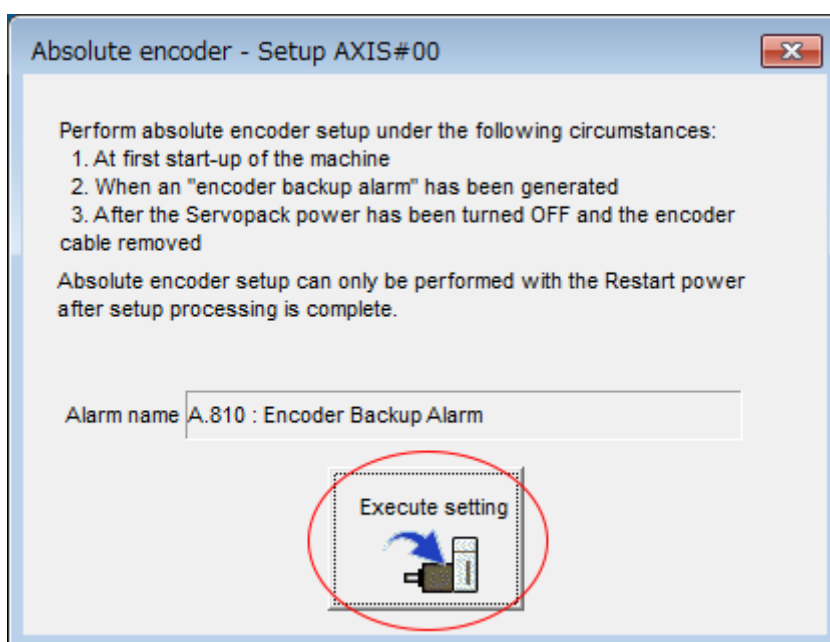 Absolute encoder - Setup AXIS#00
Perform absolute encoder setup under the following circumstances:
1. At first start-up of the machine
2. When an "encoder backup alarm" has been generated
3. After the Servopack power has been turned OFF and the encoder
cable removed
Absolute encoder setup can only be performed with the Restart power
after setup processing is complete.
Alarm name A.810 : Encoder Backup Alarm
Execute setting